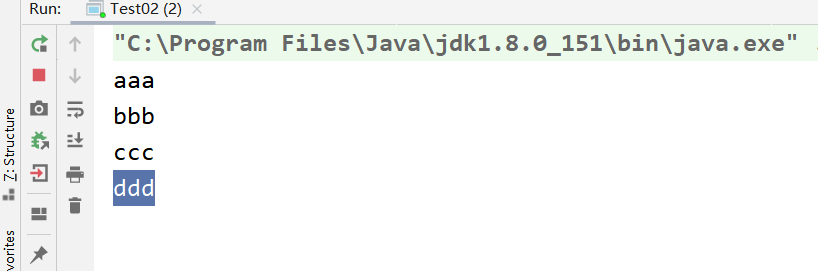 Run: Test02 (2) ×
"C:\Program Files\Java\jdk1.8.0_151\bin\java.exe" .
aaa
bbb
ccc
ddd
7: Structure
vorites